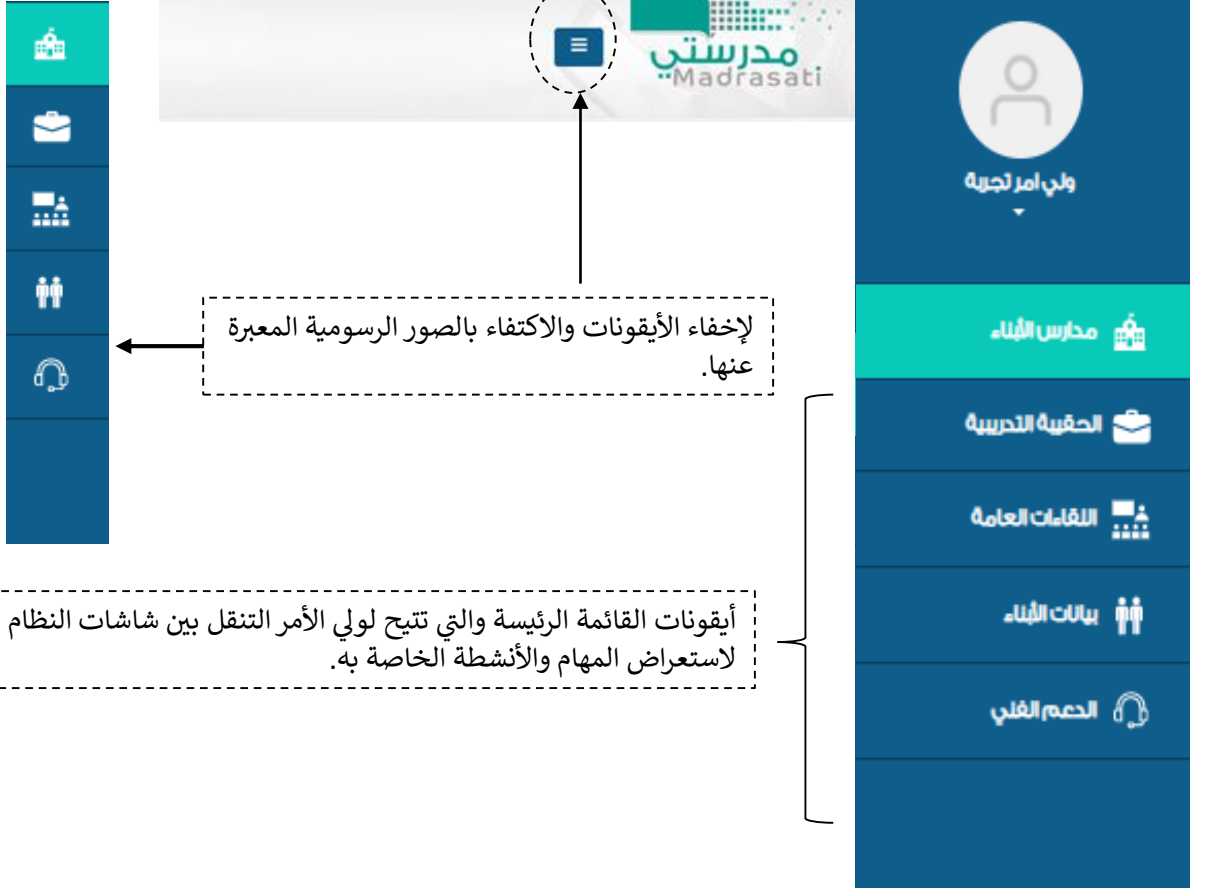 مدرستي
Madrasati
ولي امر تجربة
مدارس الأبناء
الحقيبة التدريبية
اللقاءات العامة
بيانات الأبناء
الدعم الفني
لإخفاء الأيقونات والاكتفاء بالصور الرسومية المعبرة
عنها.
أيقونات القائمة الرئيسة والتي تتيح لولي الأمر التنقل بين شاشات النظام
لاستعراض المهام والأنشطة الخاصة به.